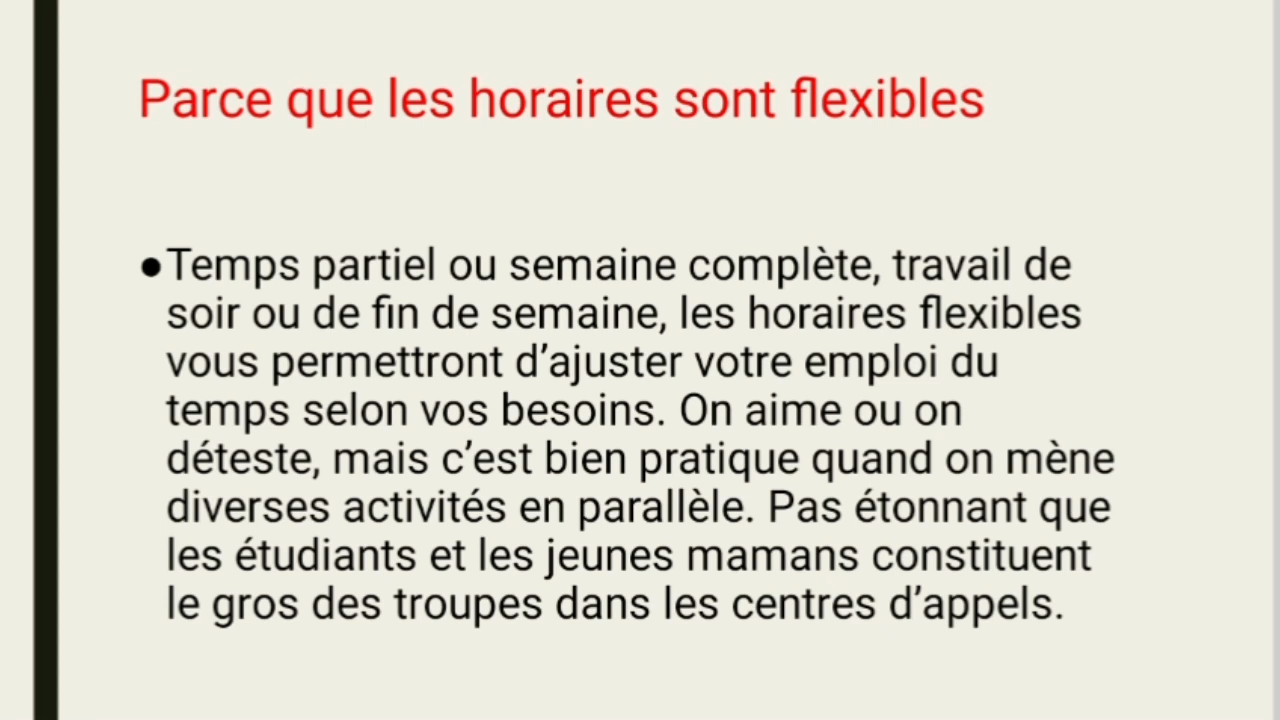 Parce que les horaires sont flexibles
●Temps partiel ou semaine complète, travail de
soir ou de fin de semaine, les horaires flexibles
vous permettront d’ajuster votre emploi du
temps selon vos besoins. On aime ou on
déteste, mais c’est bien pratique quand on mène
diverses activités en parallèle. Pas étonnant que
les étudiants et les jeunes mamans constituent
le gros des troupes dans les centres d’appels.